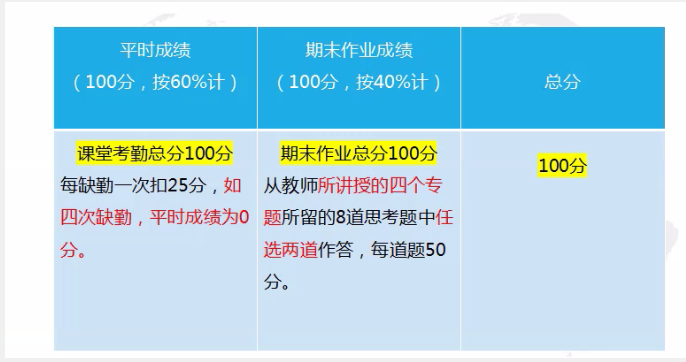 平时成绩
（100分，按60%计）
期末作业成绩
（100分，按40%计）
总分
课堂考勤总分100分
每缺勤一次扣25分，如
四次缺勤，平时成绩为0
分。
期末作业总分100分
从教师所讲授的四个专
题所留的8道思考题中任
选两道作答，每道题50
分。
100分